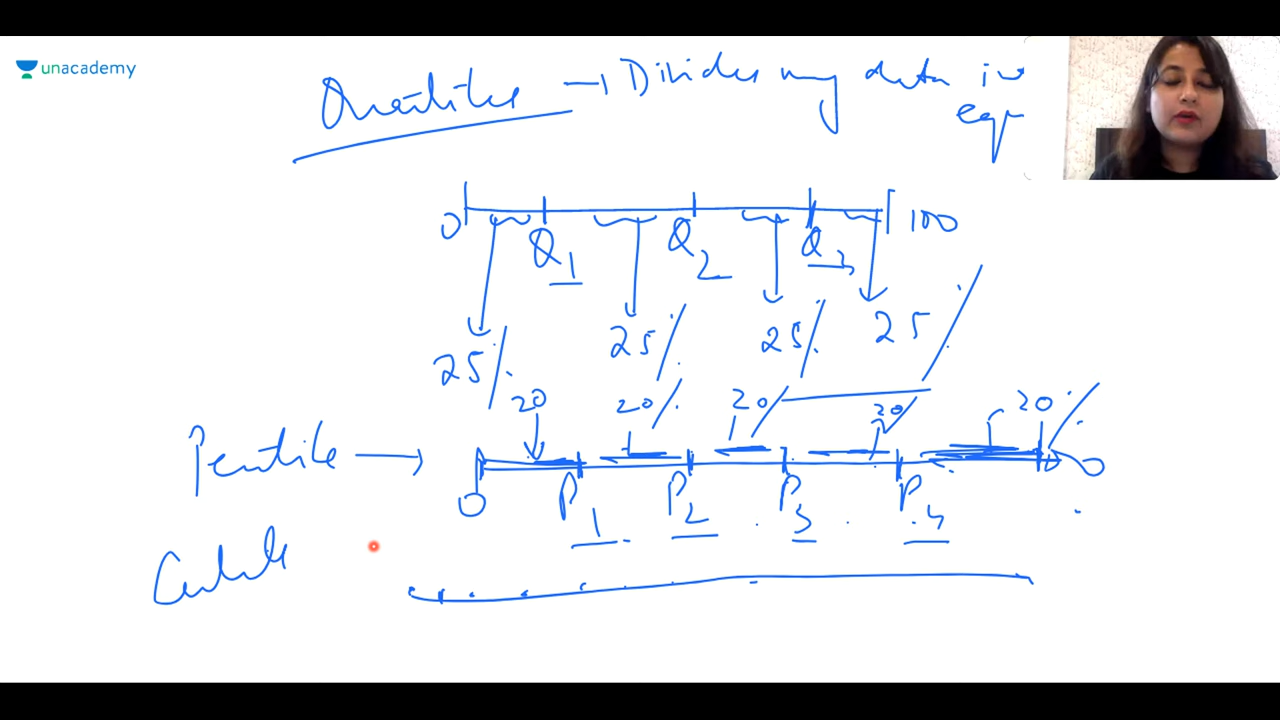 unacademy
Quartiles → Divides my data in
eq
0 Q1 Q2 Q3 100
25% 25% 25% 25%
20 20% 20% 20% 20%
Pentile →
0 P1 P2 P3 P4